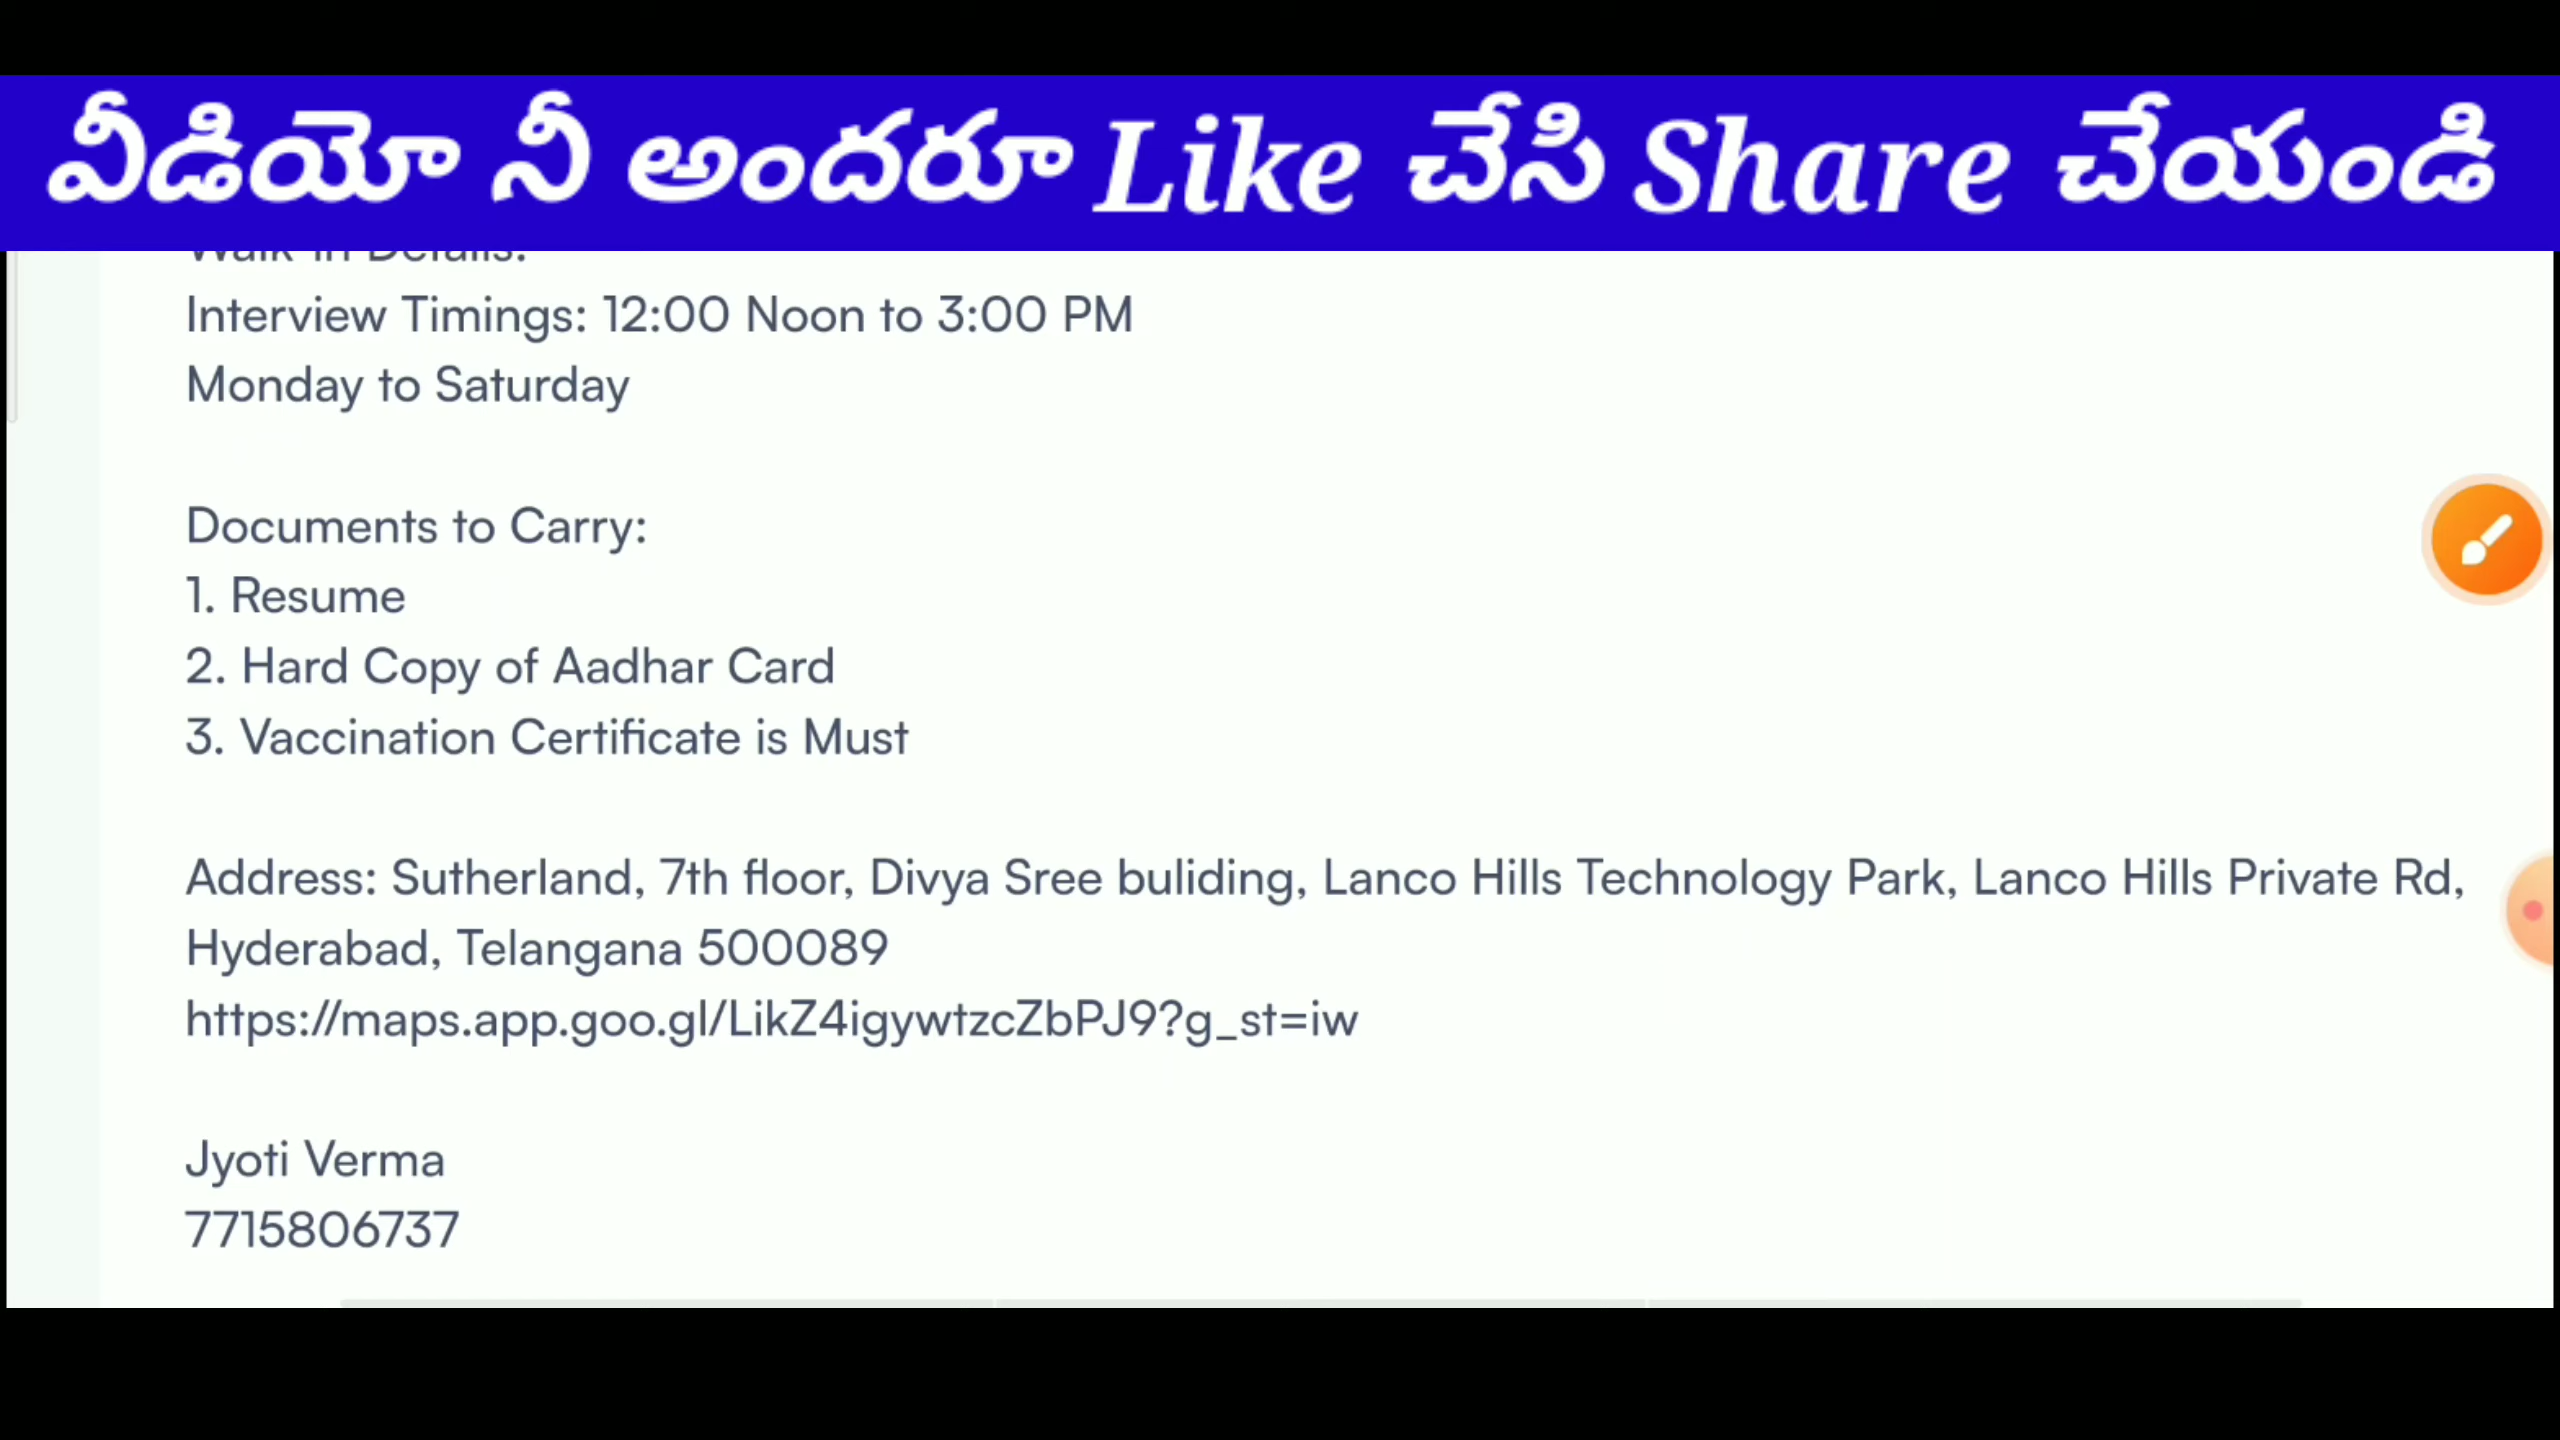 వీడియో నీ అందరూ Like చేసి Share చేయండి
Walk-in Details:
Interview Timings: 12:00 Noon to 3:00 PM
Monday to Saturday
Documents to Carry:
1. Resume
2. Hard Copy of Aadhar Card
3. Vaccination Certificate is Must
Address: Sutherland, 7th floor, Divya Sree buliding, Lanco Hills Technology Park, Lanco Hills Private Rd,
Hyderabad, Telangana 500089
https://maps.app.goo.gl/LikZ4igywtzcZbPJ9?g_st=iw
Jyoti Verma
7715806737